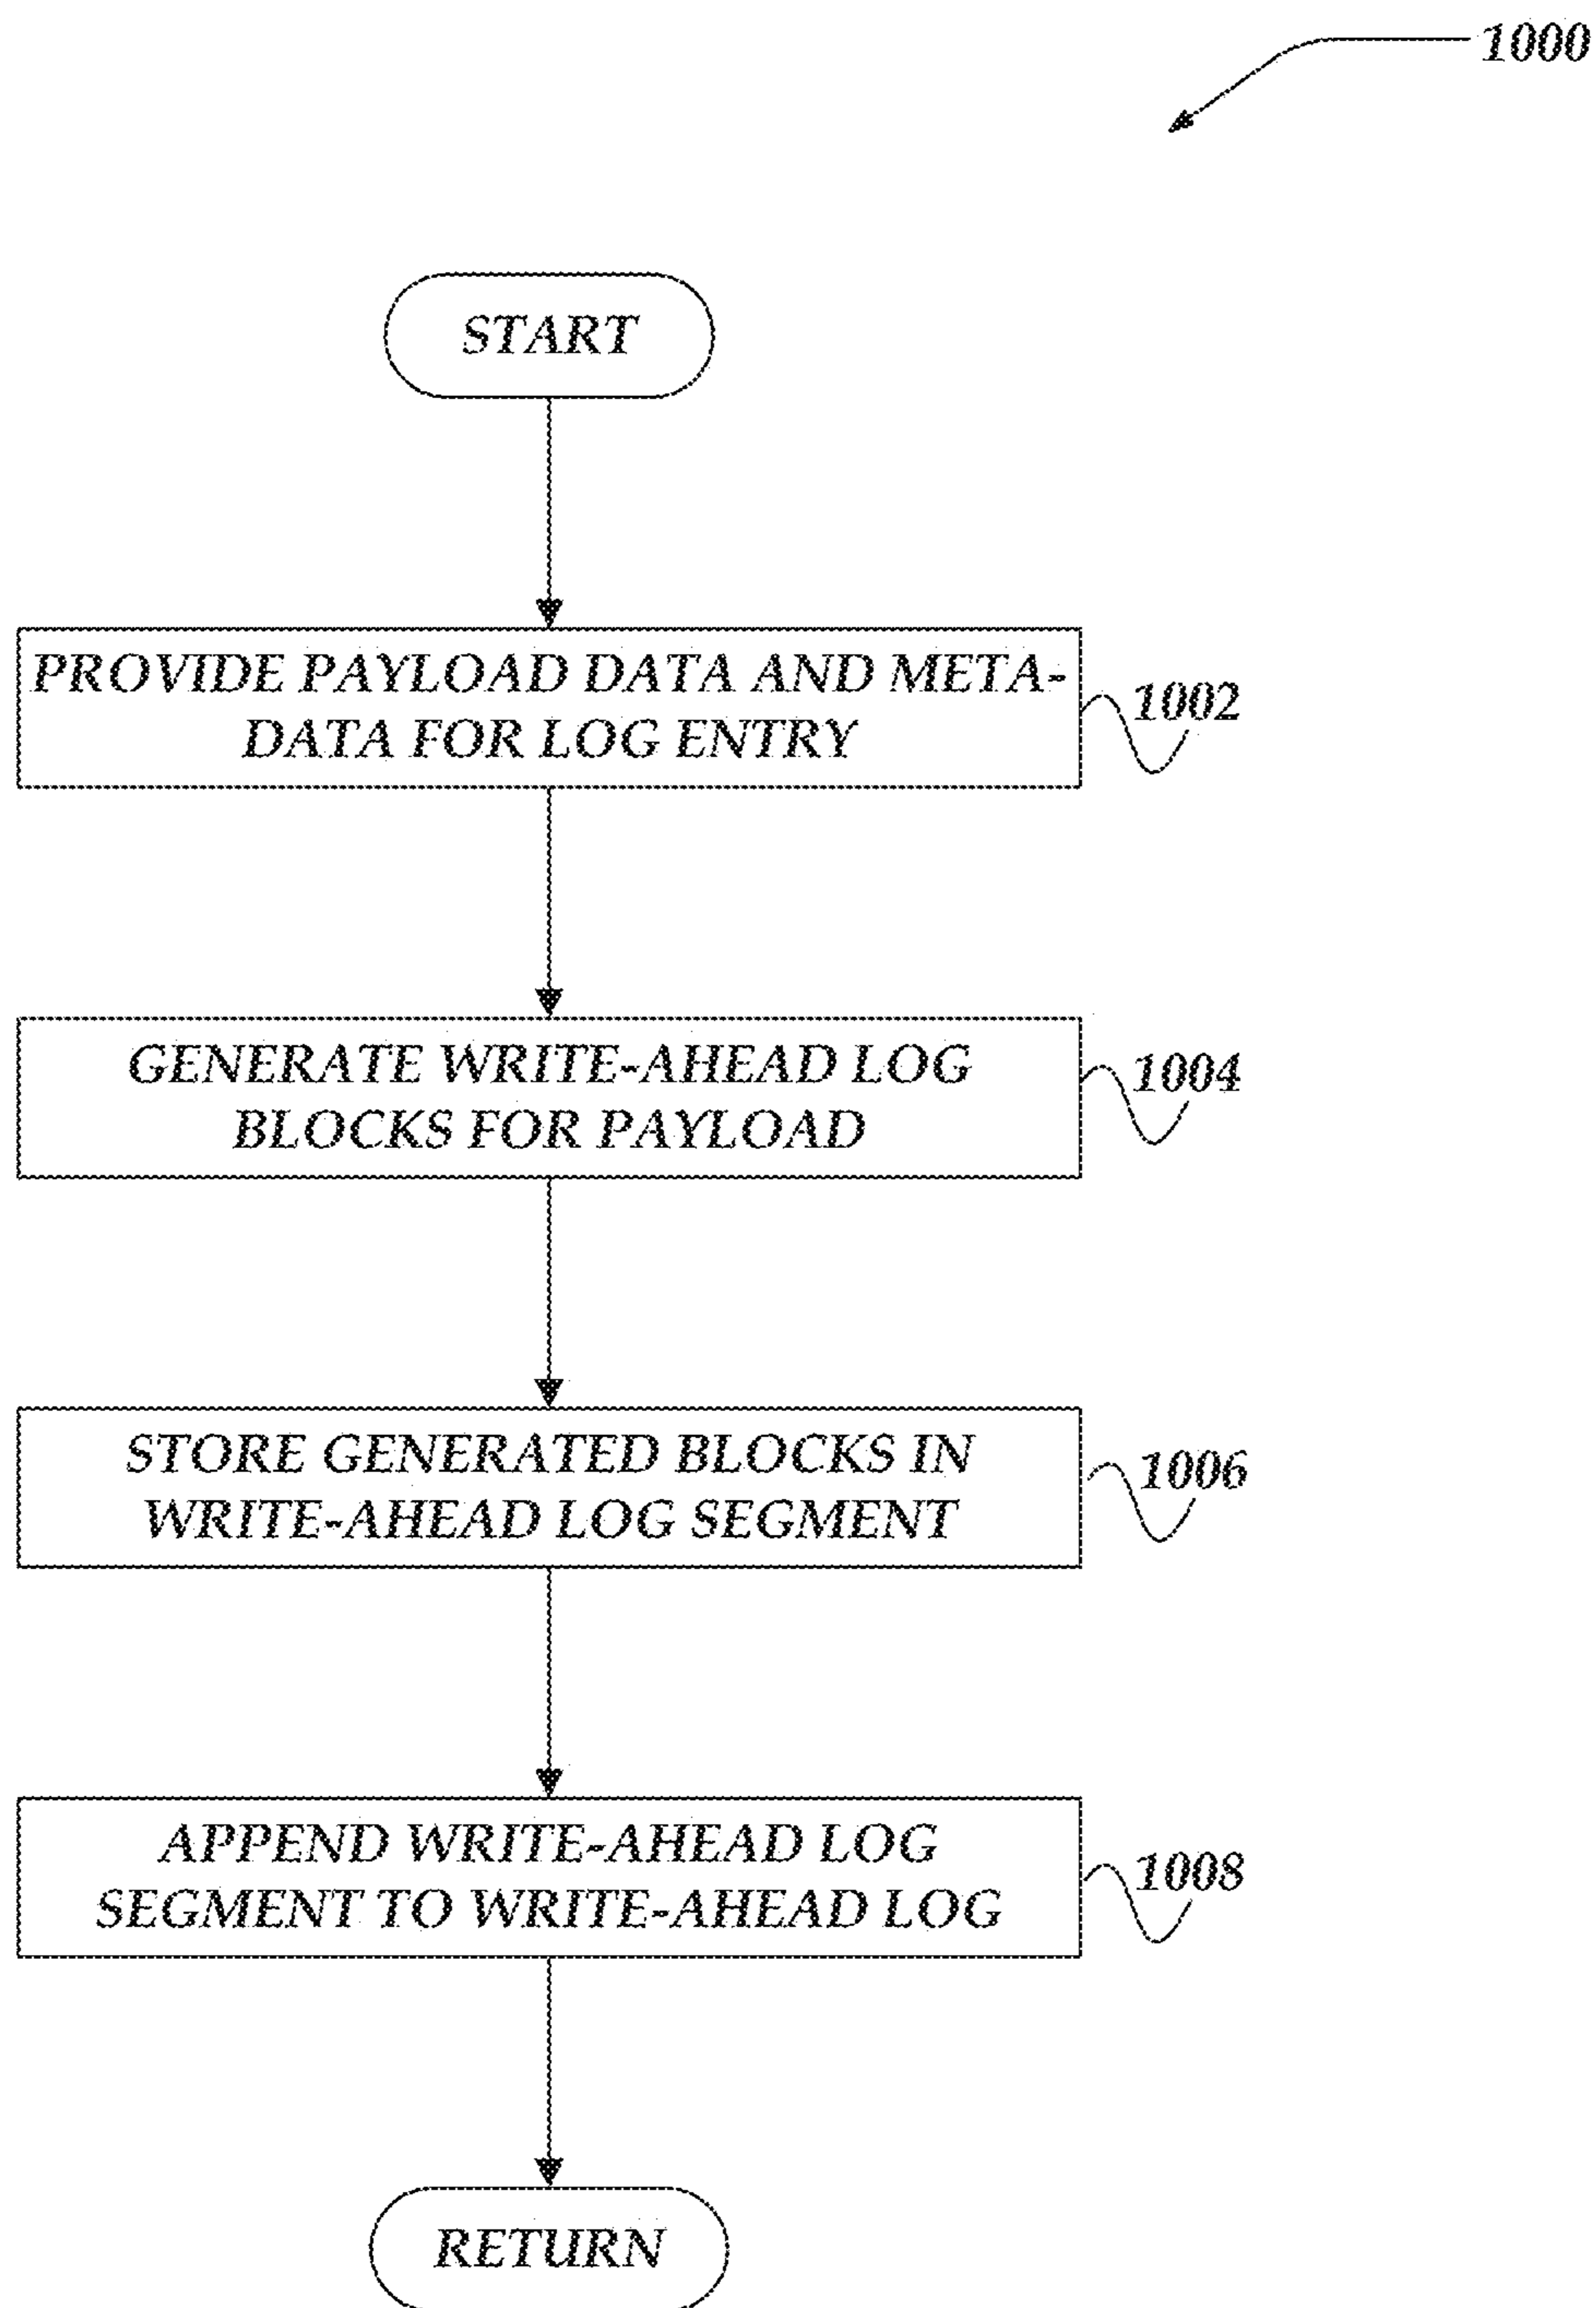 1000
START
PROVIDE PAYLOAD DATA AND META-
DATA FOR LOG ENTRY
1002
GENERATE WRITE-AHEAD LOG
BLOCKS FOR PAYLOAD
1004
STORE GENERATED BLOCKS IN
WRITE-AHEAD LOG SEGMENT
1006
APPEND WRITE-AHEAD LOG
SEGMENT TO WRITE-AHEAD LOG
1008
RETURN